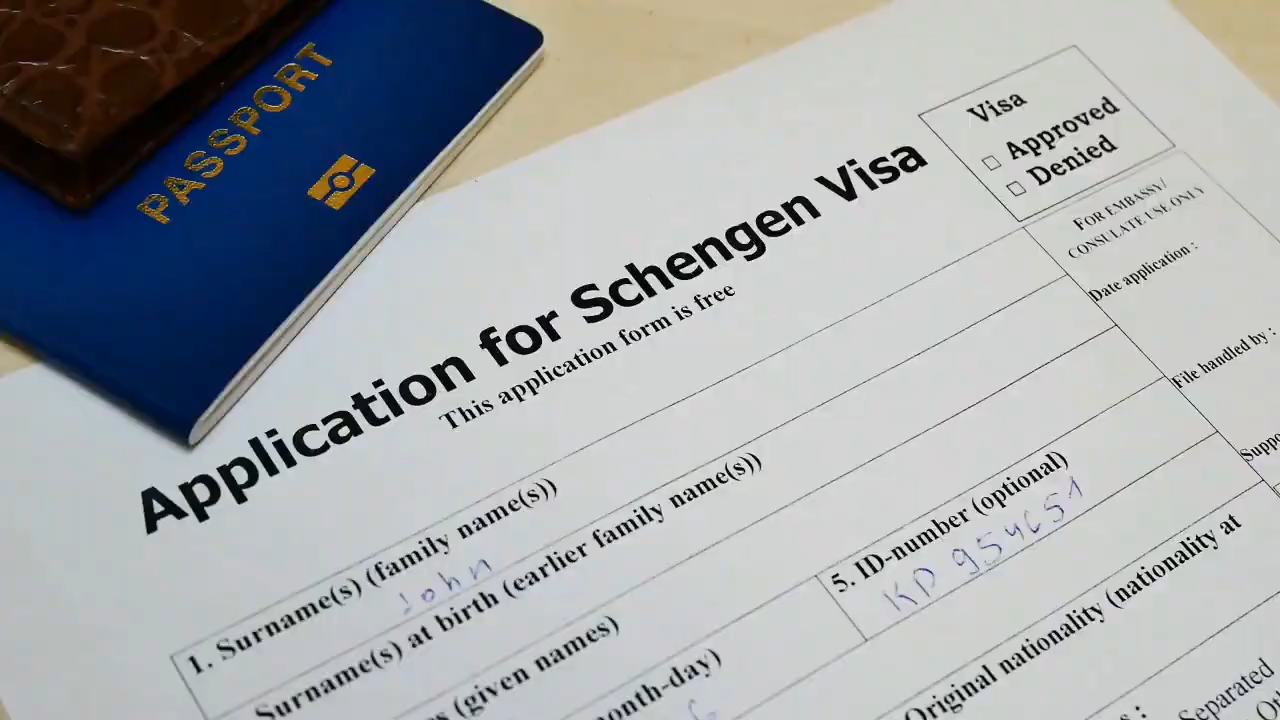 PASSPORT
Application for Schengen Visa
This application form is free
Visa
□ Approved
□ Denied
FOR EMBASSY/
CONSULATE USE ONLY
Date application :
File handled by :
1. Surname(s) (family name(s))
John
Surname(s) at birth (earlier family name(s))
(given names)
5. ID-number (optional)
KP 954651
Original nationality (nationality at
Separated